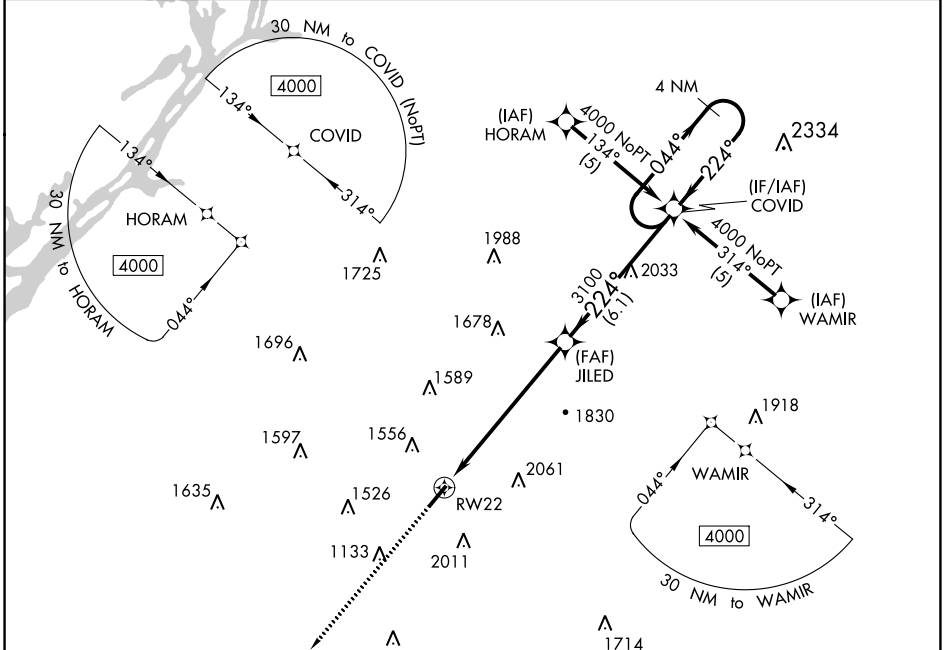 30 NM to COVID (NoPT)
4000
134°
COVID
314°
134°
HORAM
4000
044°
30 NM to HORAM
4 NM
(IAF)
HORAM
4000 NoPT
134°
(5)
044°
224°
2334
(IF/IAF)
COVID
4000 NoPT
314°
(5)
(IAF)
WAMIR
1725
1988
2033
3100
224°
(6.1)
1678
(FAF)
JILED
1696
1589
1830
1918
1597
1556
WAMIR
044°
314°
4000
30 NM to WAMIR
2061
1635
1526
RW22
1133
2011
1714